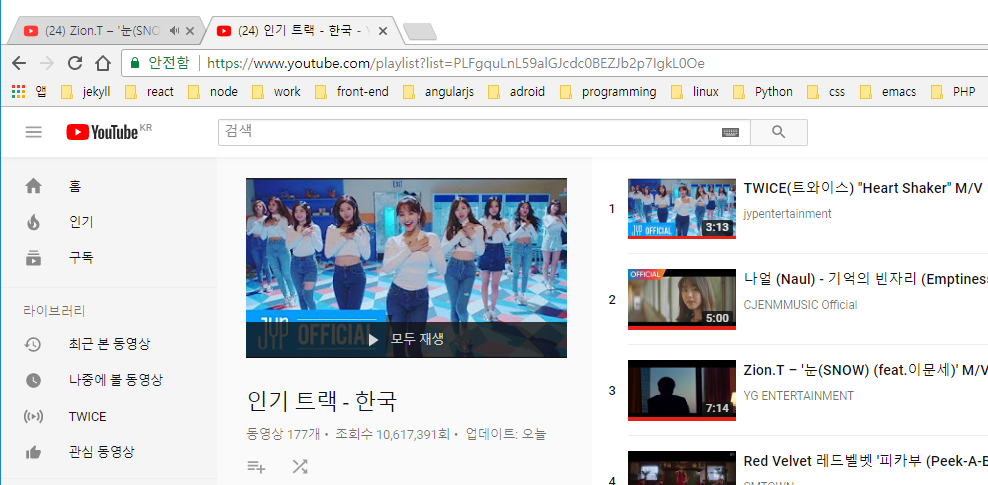 (24) Zion.T – '눈(SNO
(24) 인기 트랙 - 한국 - Y
안전함 https://www.youtube.com/playlist?list=PLFgquLnL59alGJcdc0BEZJb2p7IgkL0Oe
앱 jekyll react node work front-end angularjs adroid programming linux Python css emacs PHP
YouTube KR
검색
홈
인기
구독
라이브러리
최근 본 동영상
나중에 볼 동영상
TWICE
관심 동영상
EXIT
JYP OFFICIAL
모두 재생
인기 트랙 - 한국
동영상 177개 • 조회수 10,617,391회 • 업데이트: 오늘
1
JYP OFFICIAL
3:13
TWICE(트와이스) "Heart Shaker" M/V
jypentertainment
2
OFFICIAL
5:00
나얼 (Naul) - 기억의 빈자리 (Emptiness
CJENMMUSIC Official
3
7:14
Zion.T – '눈(SNOW) (feat.이문세)' M/V
YG ENTERTAINMENT
4
Red Velvet 레드벨벳 '피카부 (Peek-A-B
SMTOWN